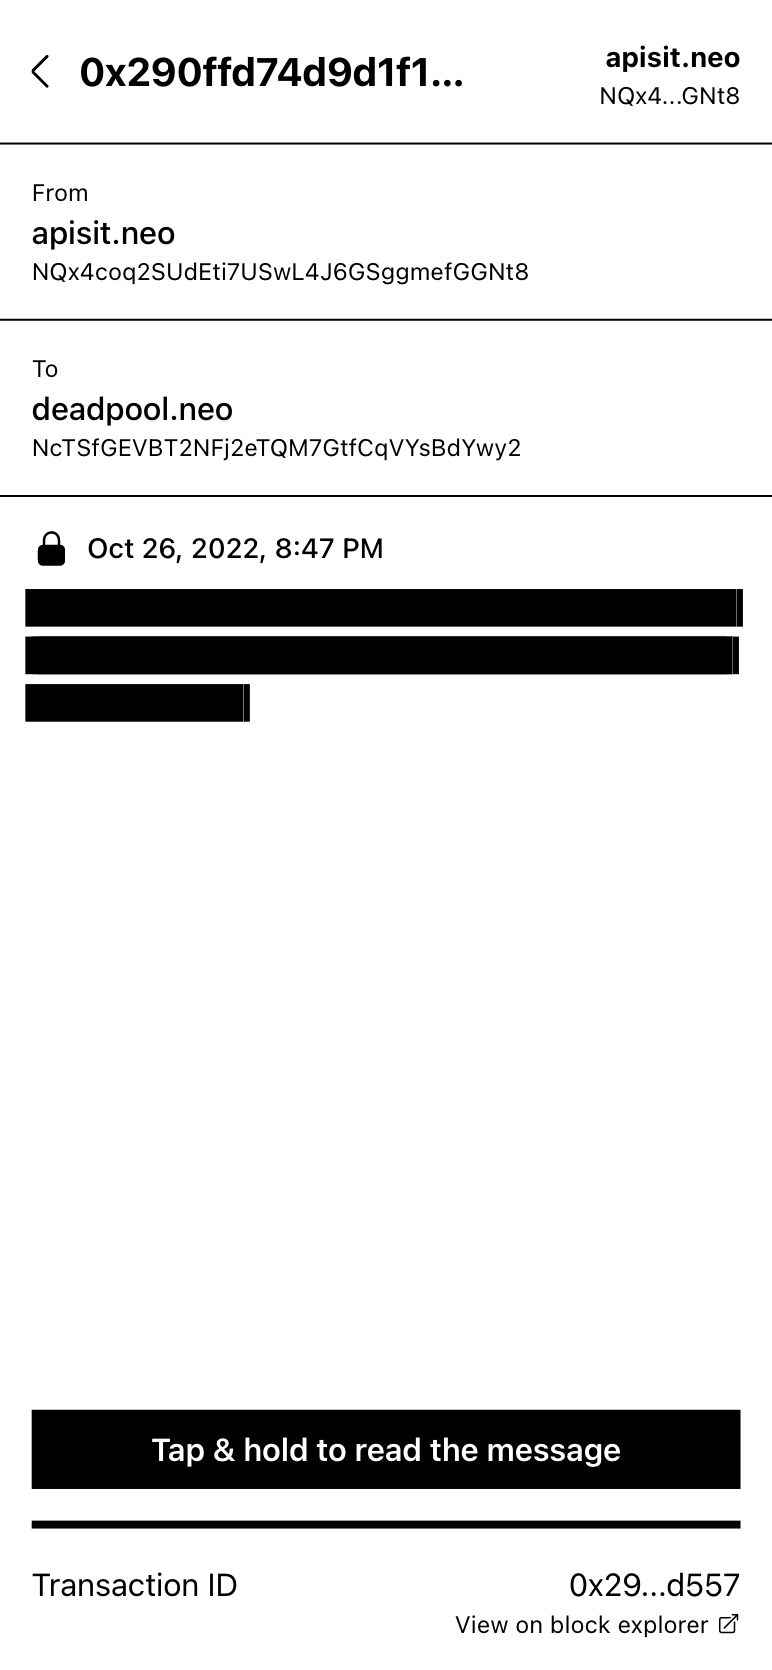 0x290ffd74d9d1f1...
apisit.neo
NQx4...GNt8
From
apisit.neo
NQx4coq2SUdEti7USwL4J6GSggmefGGNt8
To
deadpool.neo
NcTSfGEVBT2NFj2eTQM7GtfCqVYsBdYwy2
Oct 26, 2022, 8:47 PM
Tap & hold to read the message
Transaction ID
0x29...d557
View on block explorer